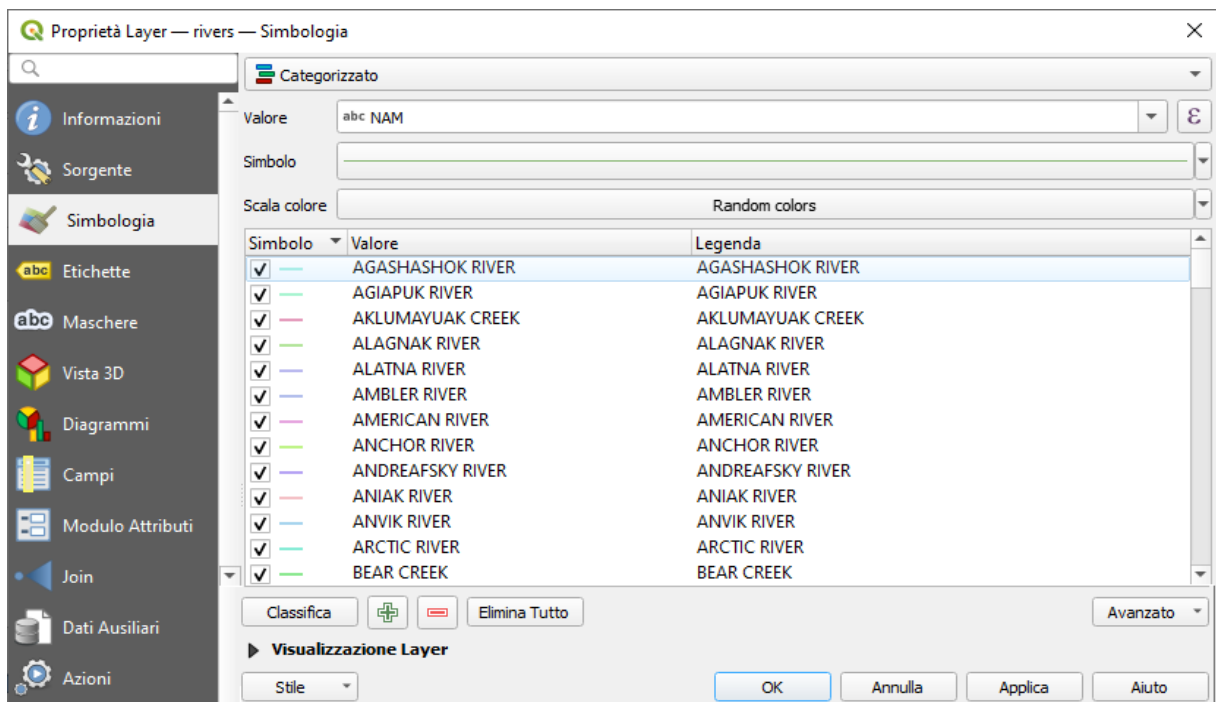 Proprietà Layer — rivers — Simbologia
Categorizzato
Informazioni
Sorgente
Simbologia
abc Etichette
abc Maschere
Vista 3D
Diagrammi
Campi
Modulo Attributi
Join
Dati Ausiliari
Azioni
Valore abc NAM ε
Simbolo
Scala colore Random colors
Simbolo Valore Legenda
AGASHASHOK RIVER AGASHASHOK RIVER
AGIAPUK RIVER AGIAPUK RIVER
AKLUMAYUAK CREEK AKLUMAYUAK CREEK
ALAGNAK RIVER ALAGNAK RIVER
ALATNA RIVER ALATNA RIVER
AMBLER RIVER AMBLER RIVER
AMERICAN RIVER AMERICAN RIVER
ANCHOR RIVER ANCHOR RIVER
ANDREAFSKY RIVER ANDREAFSKY RIVER
ANIAK RIVER ANIAK RIVER
ANVIK RIVER ANVIK RIVER
ARCTIC RIVER ARCTIC RIVER
BEAR CREEK BEAR CREEK
Classifica Elimina Tutto Avanzato
Visualizzazione Layer
Stile OK Annulla Applica Aiuto